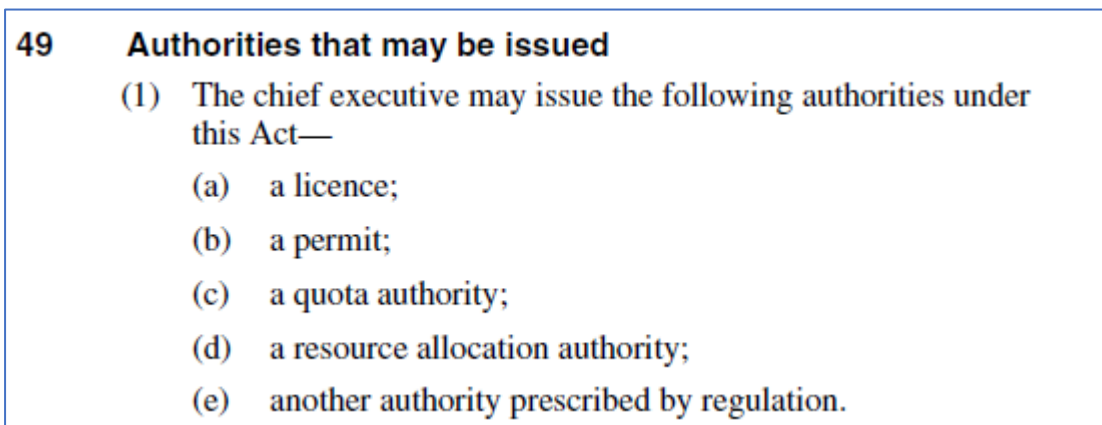 49 Authorities that may be issued
(1) The chief executive may issue the following authorities under
this Act—
(a) a licence;
(b) a permit;
(c) a quota authority;
(d) a resource allocation authority;
(e) another authority prescribed by regulation.